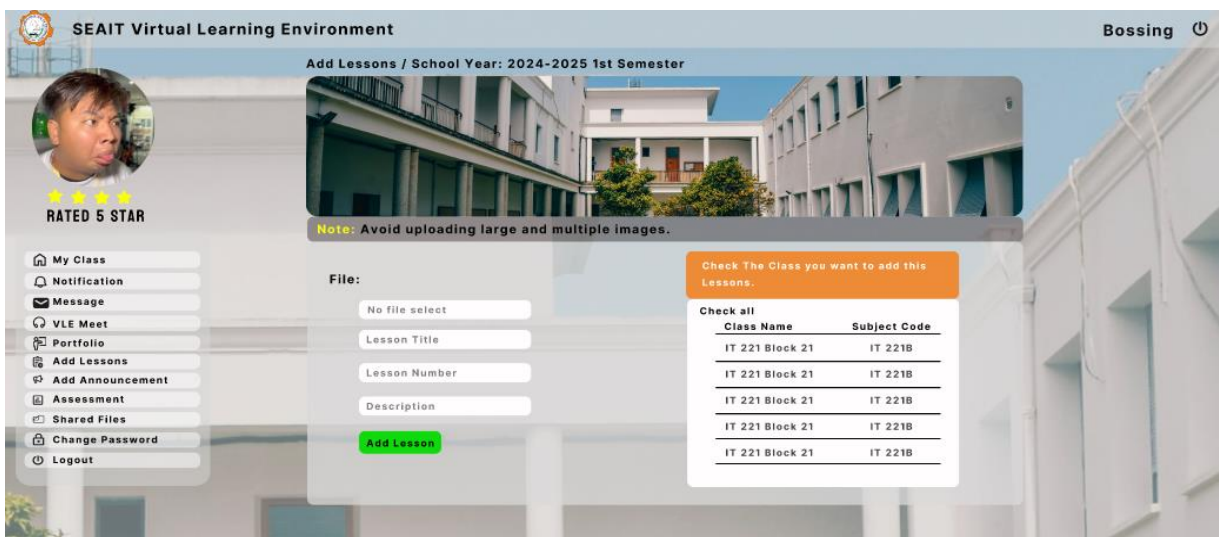 SEAIT Virtual Learning Environment
Bossing
Add Lessons / School Year: 2024-2025 1st Semester
RATED 5 STAR
Note: Avoid uploading large and multiple images.
My Class
Notification
Message
VLE Meet
Portfolio
Add Lessons
Add Announcement
Assessment
Shared Files
Change Password
Logout
File:
No file select
Lesson Title
Lesson Number
Description
Add Lesson
Check The Class you want to add this
Lessons.
Check all
Class Name Subject Code
IT 221 Block 21 IT 221B
IT 221 Block 21 IT 221B
IT 221 Block 21 IT 221B
IT 221 Block 21 IT 221B
IT 221 Block 21 IT 221B